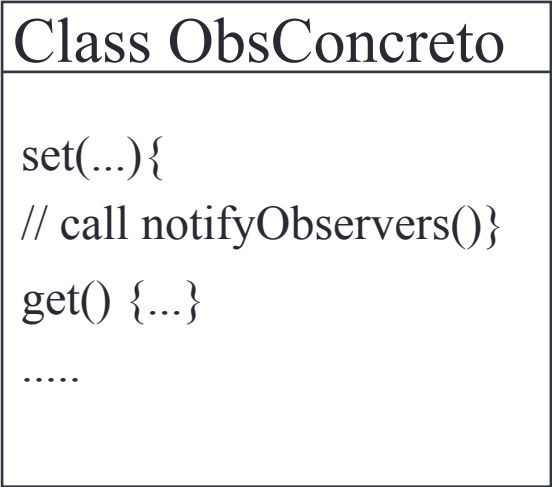 Class ObsConcreto
set(...){
// call notifyObservers()}
get() {...}
.....